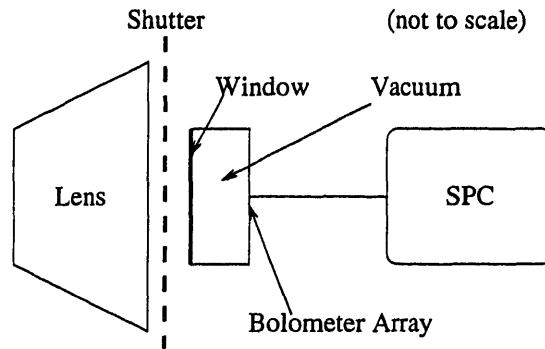 Shutter
(not to scale)
Window
Vacuum
Lens
SPC
Bolometer Array